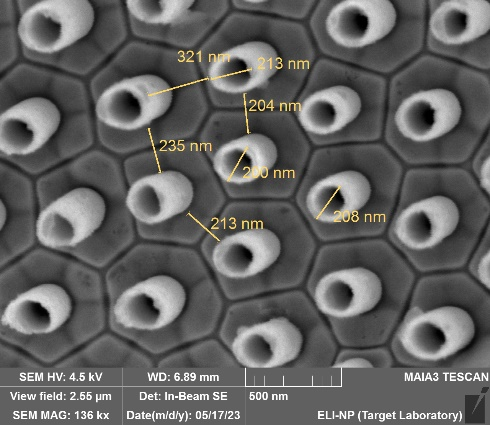 321 nm
213 nm
204 nm
235 nm
200 nm
208 nm
213 nm
SEM HV: 4.5 kV WD: 6.89 mm MAIA3 TESCAN
View field: 2.55 µm Det: In-Beam SE 500 nm
SEM MAG: 136 kx Date(m/d/y): 05/17/23 ELI-NP (Target Laboratory)